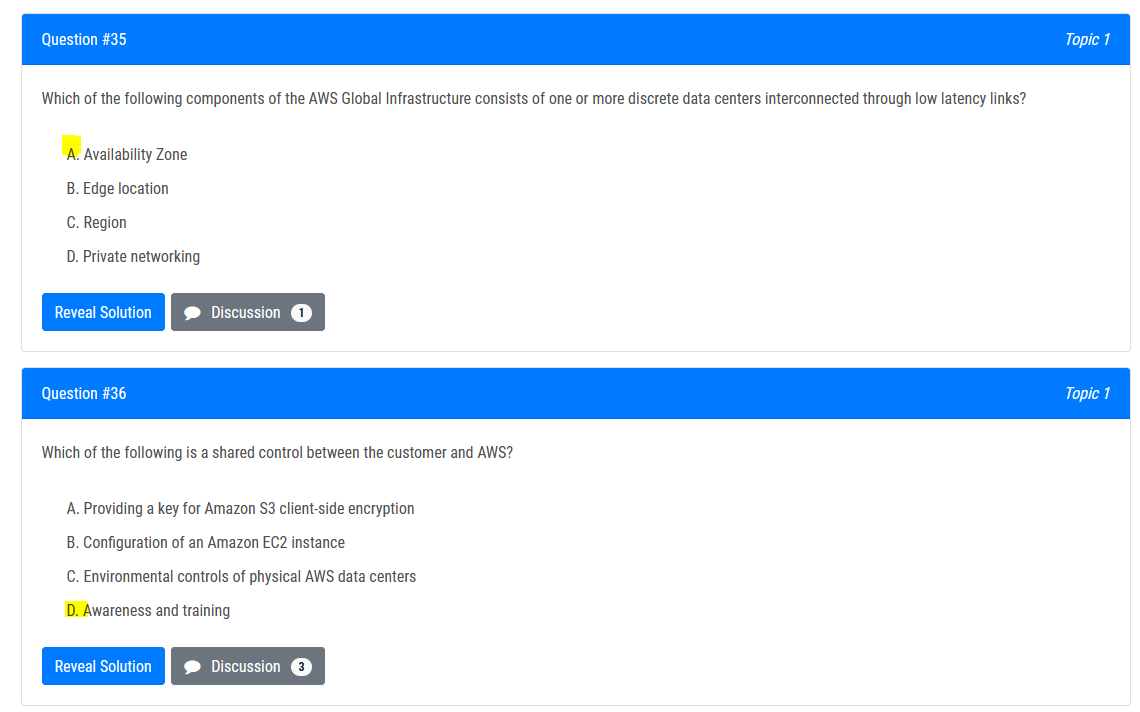 Question #35 Topic 1
Which of the following components of the AWS Global Infrastructure consists of one or more discrete data centers interconnected through low latency links?
A. Availability Zone
B. Edge location
C. Region
D. Private networking
Reveal Solution Discussion 1
Question #36 Topic 1
Which of the following is a shared control between the customer and AWS?
A. Providing a key for Amazon S3 client-side encryption
B. Configuration of an Amazon EC2 instance
C. Environmental controls of physical AWS data centers
D. Awareness and training
Reveal Solution Discussion 3